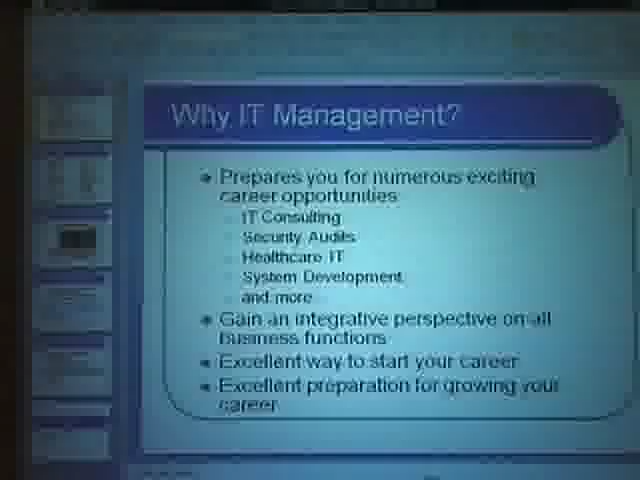 Why IT Management?
Prepares you for numerous exciting
career opportunities
IT Consulting
Security Audits
Healthcare IT
System Development
and more
Gain an integrative perspective on all
business functions
Excellent way to start your career
Excellent preparation for growing your
career